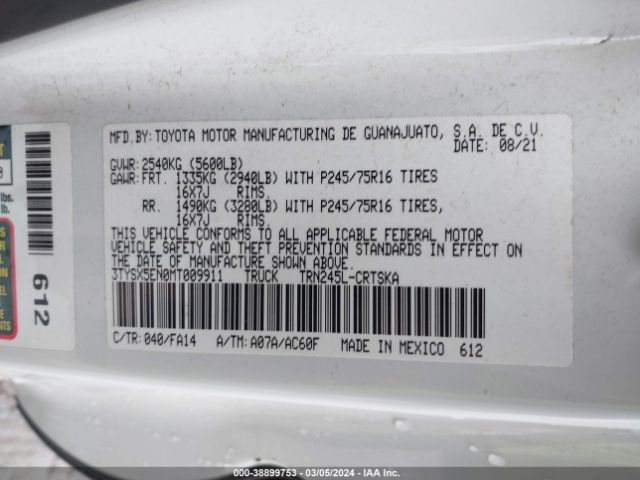 MFD.BY: TOYOTA MOTOR MANUFACTURING DE GUANAJUATO, S.A. DE C.V.
DATE: 08/21
GVWR: 2540KG (5600LB)
GAWR: FRT. 1335KG (2940LB) WITH P245/75R16 TIRES
16X7J RIMS
RR. 1490KG (3280LB) WITH P245/75R16 TIRES,
16X7J RIMS
THIS VEHICLE CONFORMS TO ALL APPLICABLE FEDERAL MOTOR
VEHICLE SAFETY AND THEFT PREVENTION STANDARDS IN EFFECT ON
THE DATE OF MANUFACTURE SHOWN ABOVE.
3TYSX5EN0MT009911 TRUCK TRN245L-CRTSKA
C/TR: 040/FA14 A/TM: A07A/AC60F MADE IN MEXICO 612
612
lbs.
lb.
000-38899753 - 03/05/2024 - IAA Inc.